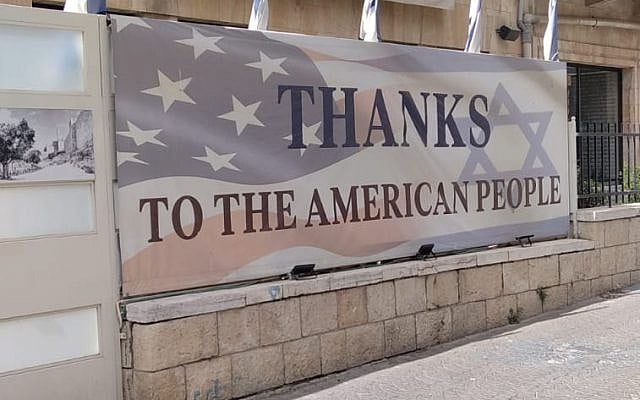 THANKS
TO THE AMERICAN PEOPLE